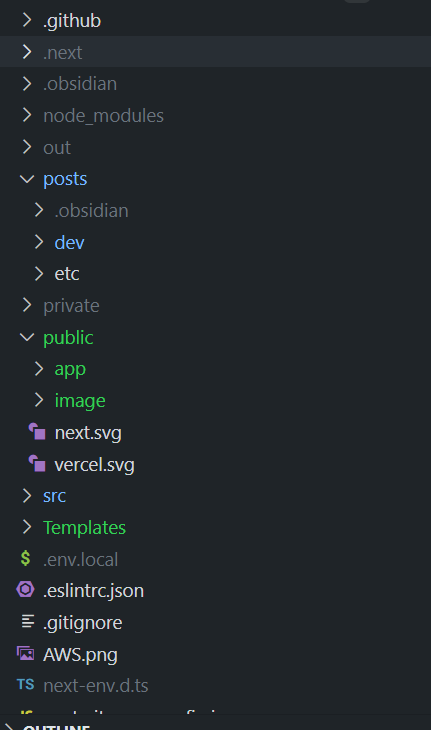 .github
.next
.obsidian
node_modules
out
posts
.obsidian
dev
etc
private
public
app
image
next.svg
vercel.svg
src
Templates
$ .env.local
.eslintrc.json
.gitignore
AWS.png
TS next-env.d.ts
OUTLINE